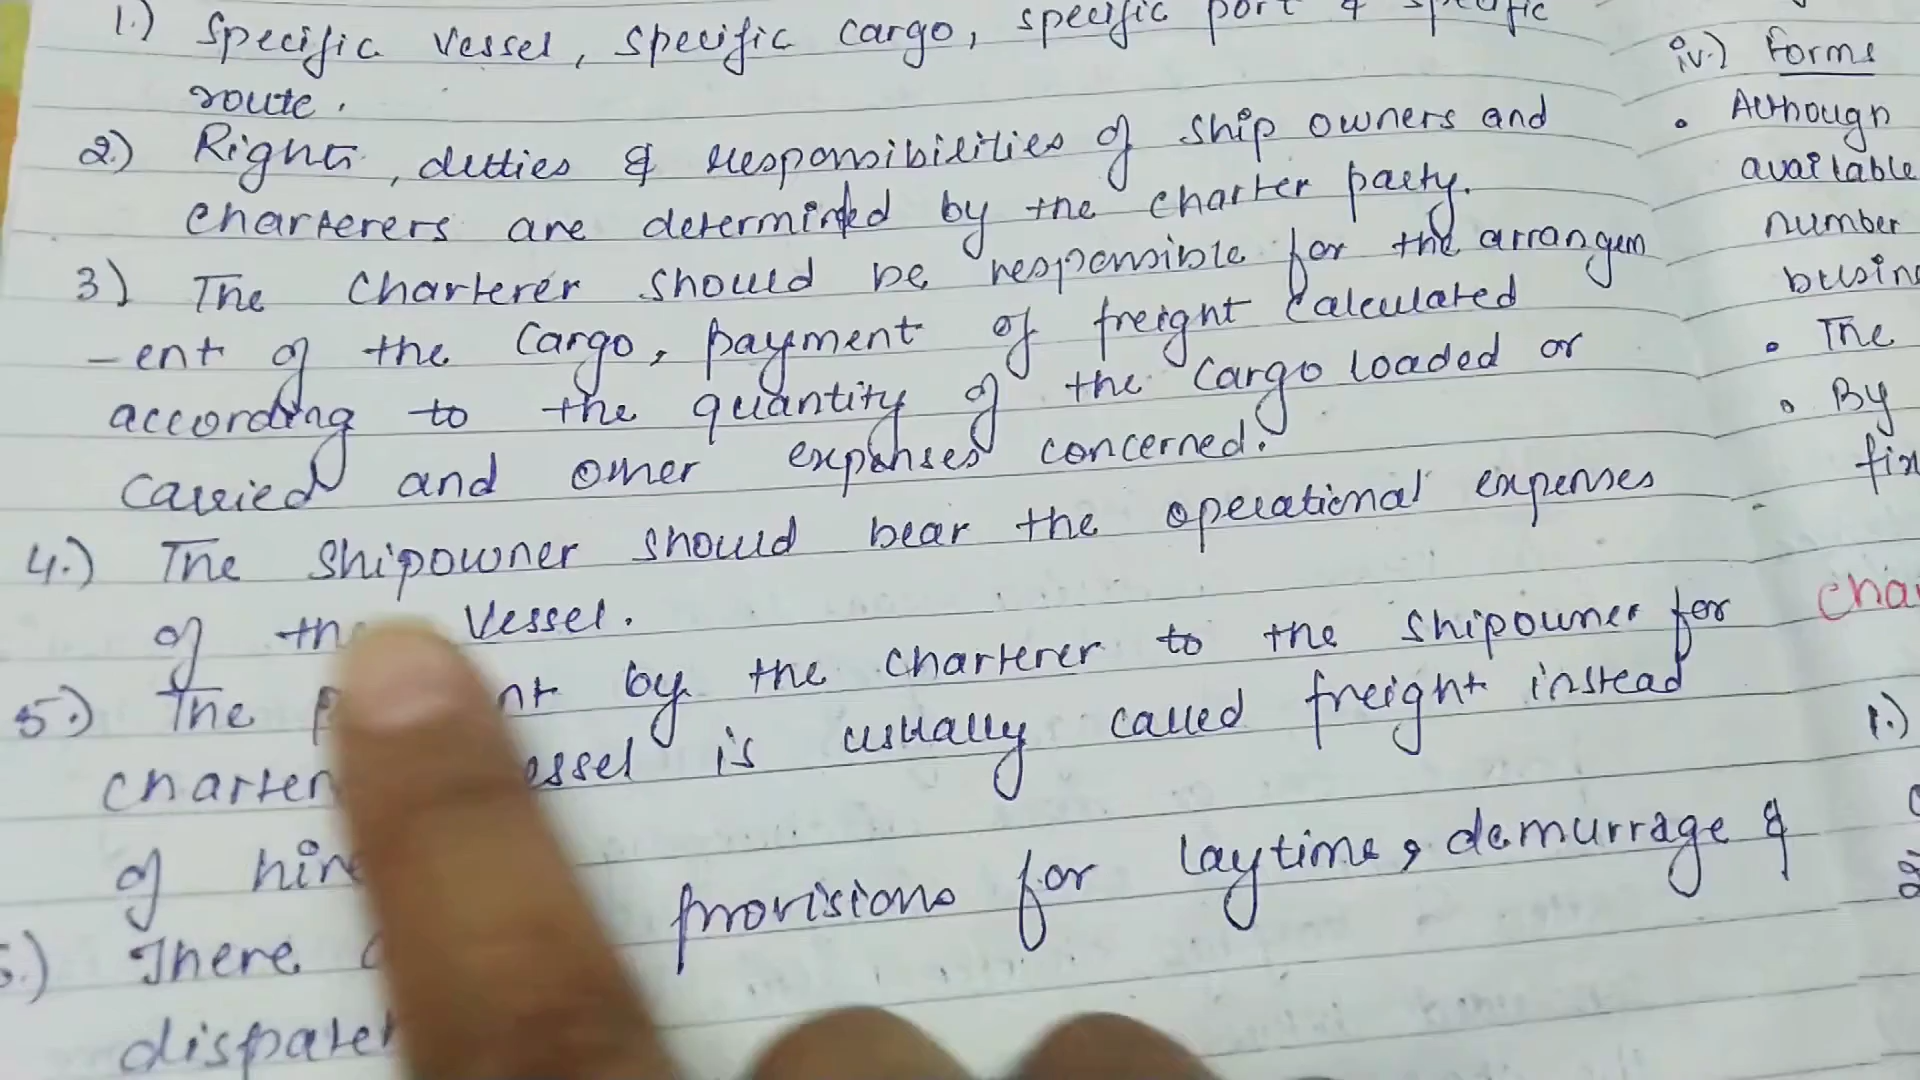 1.) Specific vessel, specific cargo, specific port & specific
route.
2.) Rights, duties & responsibilities of ship owners and
charterers are determined by the charter party.
3) The Charterer should be responsible for the arrangem
-ent of the Cargo, payment of freight calculated
according to the quantity of the cargo loaded or
carried and other expenses concerned.
4.) The Shipowner should bear the operational expenses
of the Vessel.
5.) The by the charterer to the shipowner for
charter is usually called freight instead
of hire
There provisions for laytime, demurrage &
dispatch
iv.) Forms
• Although
available
number
busin
• The
• By
fix
cha
1.)